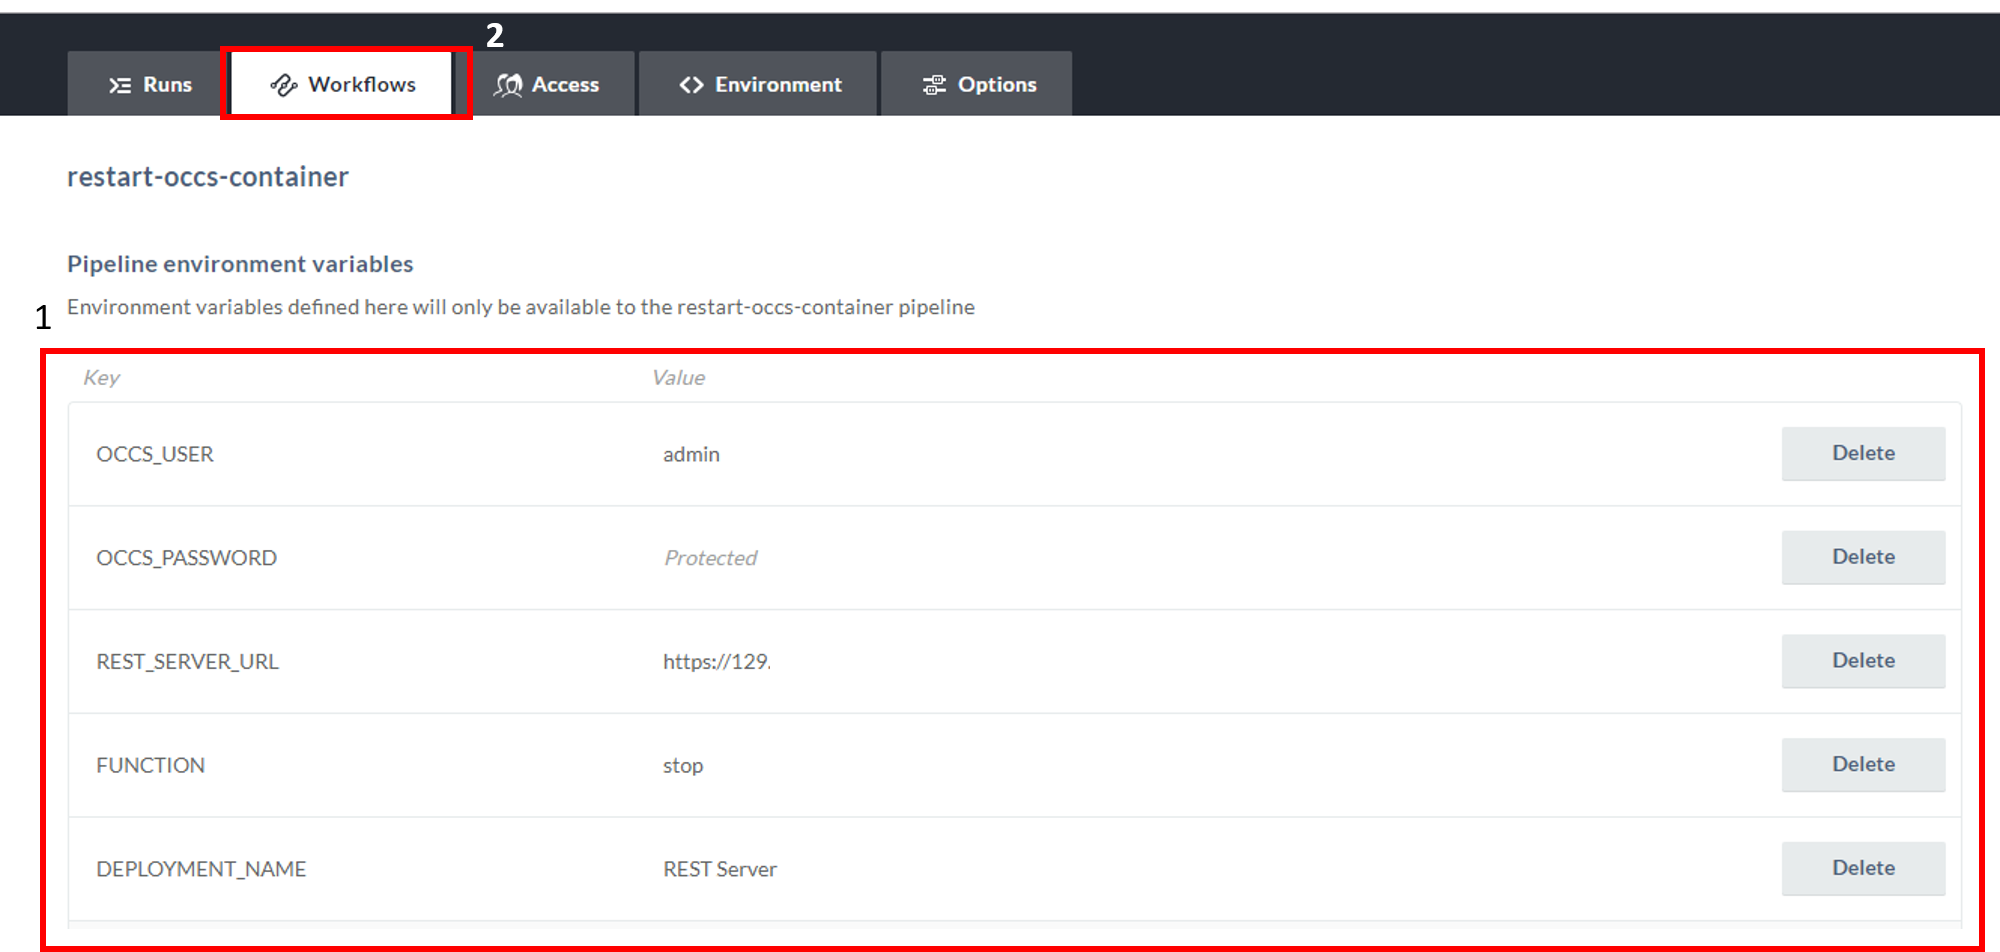 2
Runs Workflows Access Environment Options
restart-occs-container
Pipeline environment variables
1 Environment variables defined here will only be available to the restart-occs-container pipeline
Key Value
OCCS_USER admin Delete
OCCS_PASSWORD Protected Delete
REST_SERVER_URL https://129. Delete
FUNCTION stop Delete
DEPLOYMENT_NAME REST Server Delete